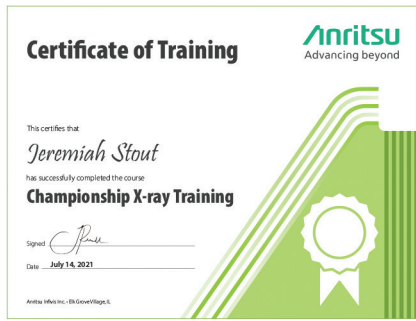 Certificate of Training
Anritsu
Advancing beyond
This certifies that
Jeremiah Stout
has successfully completed the course
Championship X-ray Training
Signed
Date July 14, 2021
Anritsu Infivis Inc. • Elk Grove Village, IL